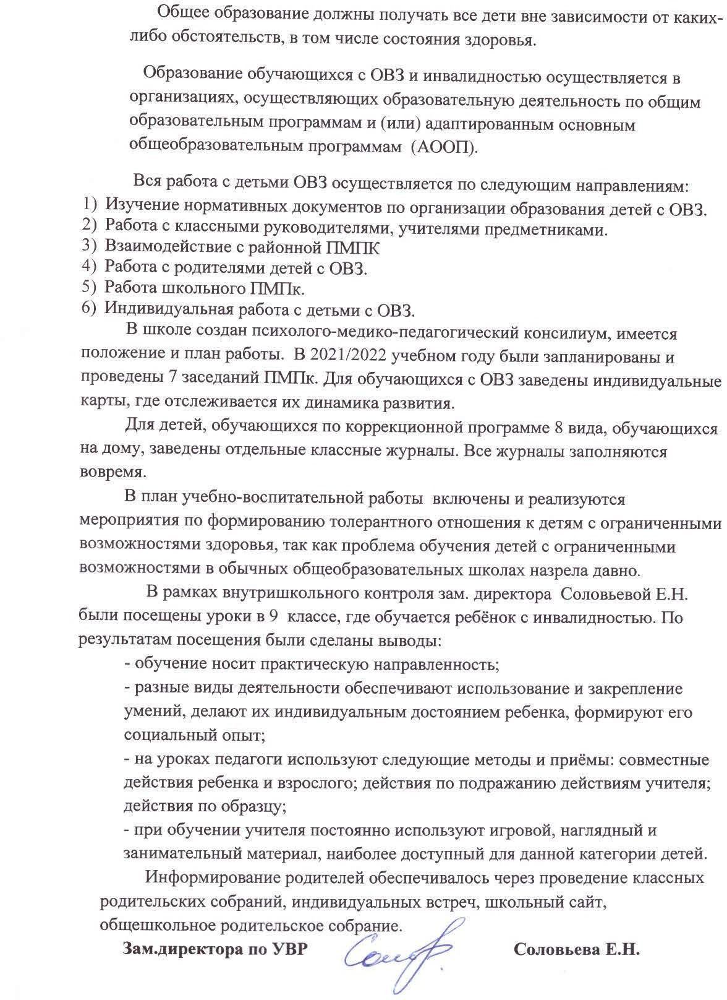 Общее образование должны получать все дети вне зависимости от каких-
либо обстоятельств, в том числе состояния здоровья.
Образование обучающихся с ОВЗ и инвалидностью осуществляется в
организациях, осуществляющих образовательную деятельность по общим
образовательным программам и (или) адаптированным основным
общеобразовательным программам (АООП).
Вся работа с детьми ОВЗ осуществляется по следующим направлениям:
1) Изучение нормативных документов по организации образования детей с ОВЗ.
2) Работа с классными руководителями, учителями предметниками.
3) Взаимодействие с районной ПМПК
4) Работа с родителями детей с ОВЗ.
5) Работа школьного ПМПк.
6) Индивидуальная работа с детьми с ОВЗ.
В школе создан психолого-медико-педагогический консилиум, имеется
положение и план работы. В 2021/2022 учебном году были запланированы и
проведены 7 заседаний ПМПк. Для обучающихся с ОВЗ заведены индивидуальные
карты, где отслеживается их динамика развития.
Для детей, обучающихся по коррекционной программе 8 вида, обучающихся
на дому, заведены отдельные классные журналы. Все журналы заполняются
вовремя.
В план учебно-воспитательной работы включены и реализуются
мероприятия по формированию толерантного отношения к детям с ограниченными
возможностями здоровья, так как проблема обучения детей с ограниченными
возможностями в обычных общеобразовательных школах назрела давно.
В рамках внутришкольного контроля зам. директора Соловьевой Е.Н.
были посещены уроки в 9 классе, где обучается ребёнок с инвалидностью. По
результатам посещения были сделаны выводы:
- обучение носит практическую направленность;
- разные виды деятельности обеспечивают использование и закрепление
умений, делают их индивидуальным достоянием ребенка, формируют его
социальный опыт;
- на уроках педагоги используют следующие методы и приёмы: совместные
действия ребенка и взрослого; действия по подражанию действиям учителя;
действия по образцу;
- при обучении учителя постоянно используют игровой, наглядный и
занимательный материал, наиболее доступный для данной категории детей.
Информирование родителей обеспечивалось через проведение классных
родительских собраний, индивидуальных встреч, школьный сайт,
общешкольное родительское собрание.
Зам.директора по УВР Соловьева Е.Н.